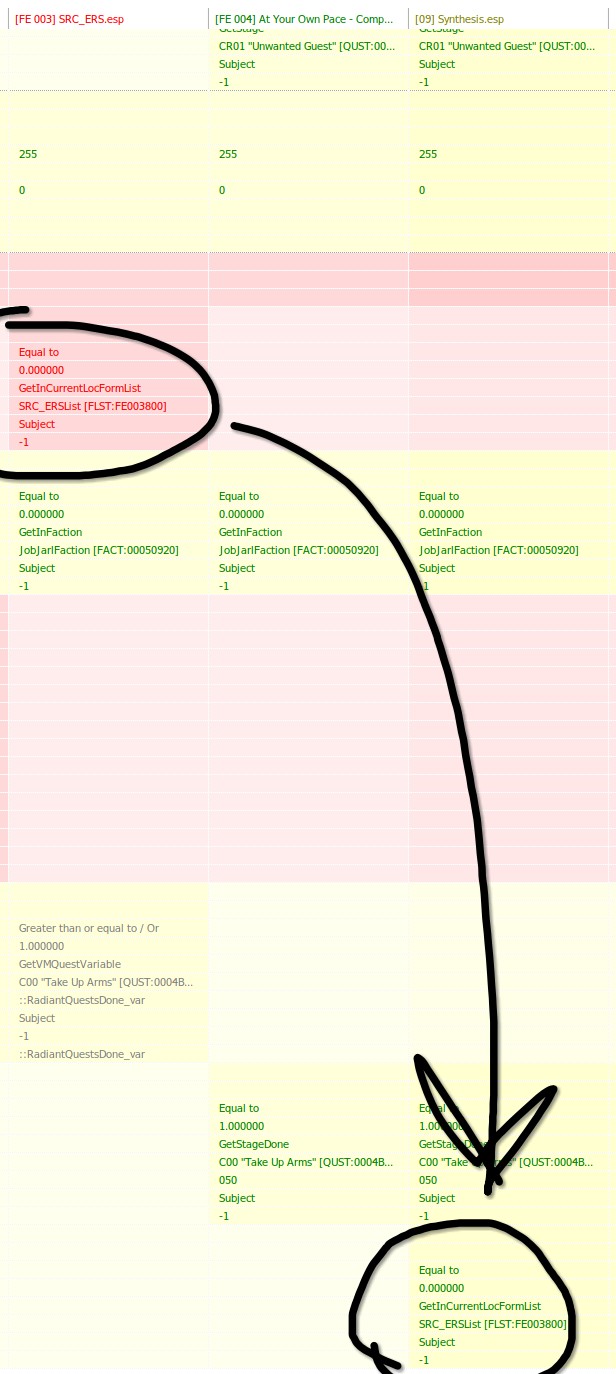 [FE 003] SRC_ERS.esp
[FE 004] At Your Own Pace - Comp...
[09] Synthesis.esp
GetStage
GetStage
CR01 "Unwanted Guest" [QUST:00...
CR01 "Unwanted Guest" [QUST:00...
Subject
Subject
-1
-1
255
255
255
0
0
0
Equal to
0.000000
GetInCurrentLocFormList
SRC_ERSList [FLST:FE003800]
Subject
-1
Equal to
Equal to
Equal to
0.000000
0.000000
0.000000
GetInFaction
GetInFaction
GetInFaction
JobJarlFaction [FACT:00050920]
JobJarlFaction [FACT:00050920]
JobJarlFaction [FACT:00050920]
Subject
Subject
Subject
-1
-1
-1
Greater than or equal to / Or
1.000000
GetVMQuestVariable
C00 "Take Up Arms" [QUST:0004B...
::RadiantQuestsDone_var
Subject
-1
::RadiantQuestsDone_var
Equal to
Equal to
1.000000
1.000000
GetStageDone
GetStageDone
C00 "Take Up Arms" [QUST:0004B...
C00 "Take Up Arms" [QUST:0004B...
050
050
Subject
Subject
-1
-1
Equal to
0.000000
GetInCurrentLocFormList
SRC_ERSList [FLST:FE003800]
Subject
-1